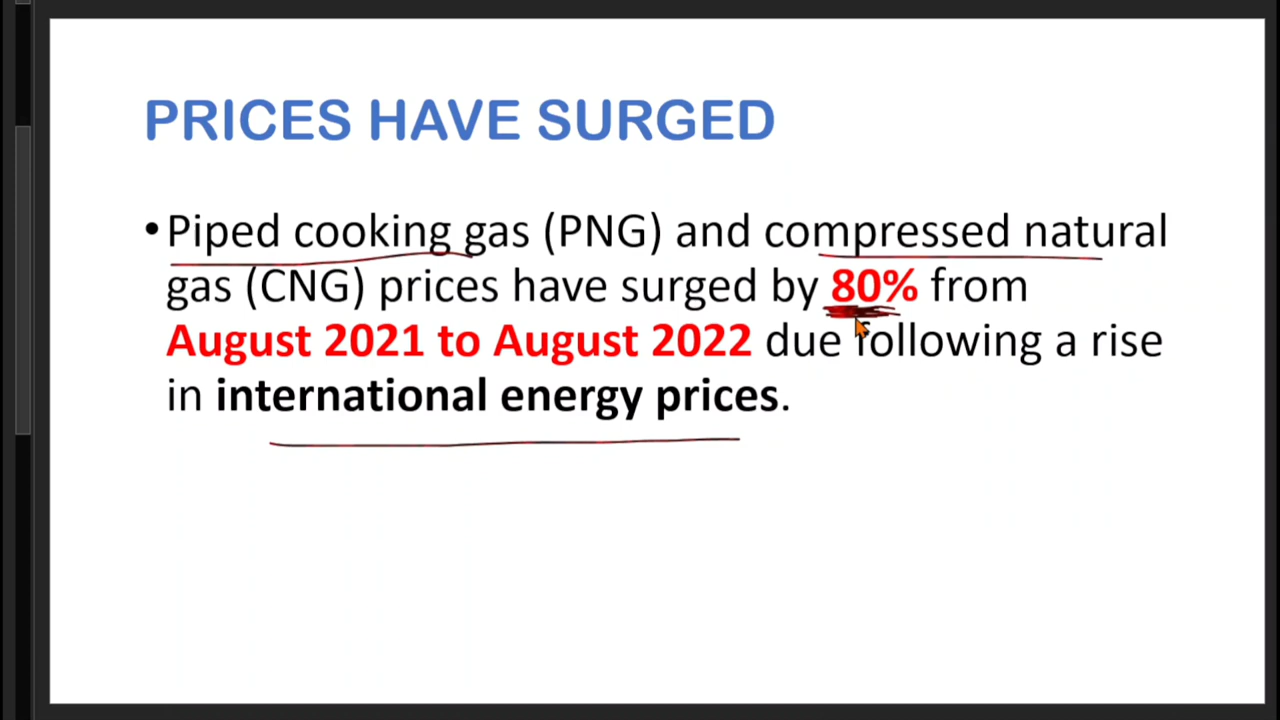 PRICES HAVE SURGED
•Piped cooking gas (PNG) and compressed natural
gas (CNG) prices have surged by 80% from
August 2021 to August 2022 due following a rise
in international energy prices.